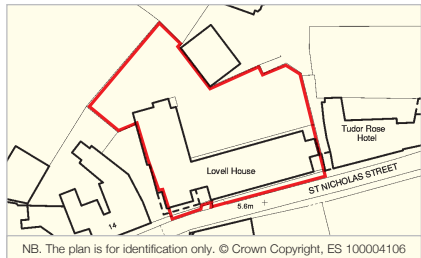 Tudor Rose
Hotel
Lovell House
ST NICHOLAS STREET
14
5.6m
NB. The plan is for identification only. © Crown Copyright, ES 100004106